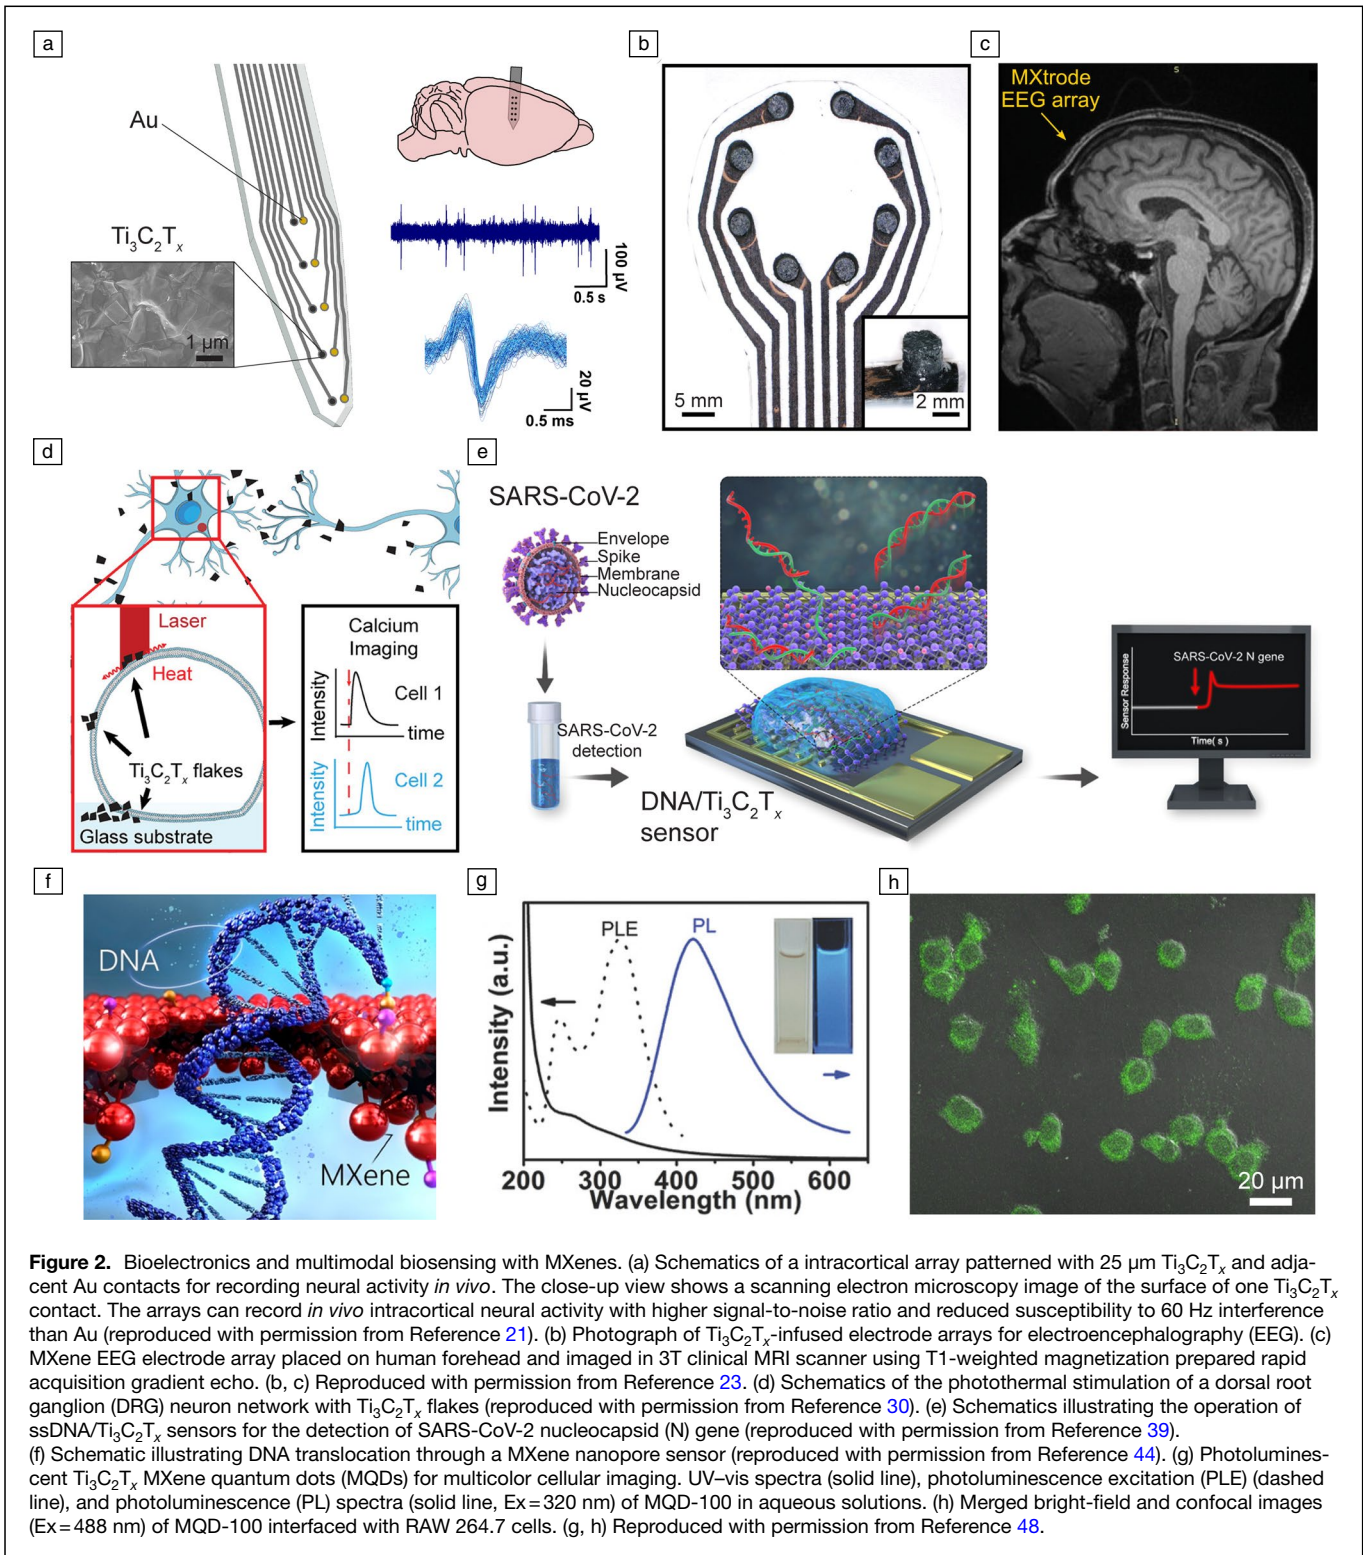 a
Au
Ti3C2Tx
1 µm
100 µV
0.5 s
20 µV
0.5 ms
b
5 mm
2 mm
c
MXtrode
EEG array
S
I
d
Laser
Heat
Ti3C2Tx flakes
Glass substrate
Calcium
Imaging
Intensity
Cell 1
time
Intensity
Cell 2
time
e
SARS-CoV-2
Envelope
Spike
Membrane
Nucleocapsid
SARS-CoV-2
detection
DNA/Ti3C2Tx
sensor
SARS-CoV-2 N gene
Sensor Response
Time( s )
f
DNA
MXene
g
PLE
PL
Intensity (a.u.)
200 300 400 500 600
Wavelength (nm)
h
20 µm
Figure 2. Bioelectronics and multimodal biosensing with MXenes. (a) Schematics of a intracortical array patterned with 25 µm Ti3C2Tx and adja-
cent Au contacts for recording neural activity in vivo. The close-up view shows a scanning electron microscopy image of the surface of one Ti3C2Tx
contact. The arrays can record in vivo intracortical neural activity with higher signal-to-noise ratio and reduced susceptibility to 60 Hz interference
than Au (reproduced with permission from Reference 21). (b) Photograph of Ti3C2Tx-infused electrode arrays for electroencephalography (EEG). (c)
MXene EEG electrode array placed on human forehead and imaged in 3T clinical MRI scanner using T1-weighted magnetization prepared rapid
acquisition gradient echo. (b, c) Reproduced with permission from Reference 23. (d) Schematics of the photothermal stimulation of a dorsal root
ganglion (DRG) neuron network with Ti3C2Tx flakes (reproduced with permission from Reference 30). (e) Schematics illustrating the operation of
ssDNA/Ti3C2Tx sensors for the detection of SARS-CoV-2 nucleocapsid (N) gene (reproduced with permission from Reference 39).
(f) Schematic illustrating DNA translocation through a MXene nanopore sensor (reproduced with permission from Reference 44). (g) Photolumines-
cent Ti3C2Tx MXene quantum dots (MQDs) for multicolor cellular imaging. UV–vis spectra (solid line), photoluminescence excitation (PLE) (dashed
line), and photoluminescence (PL) spectra (solid line, Ex = 320 nm) of MQD-100 in aqueous solutions. (h) Merged bright-field and confocal images
(Ex = 488 nm) of MQD-100 interfaced with RAW 264.7 cells. (g, h) Reproduced with permission from Reference 48.